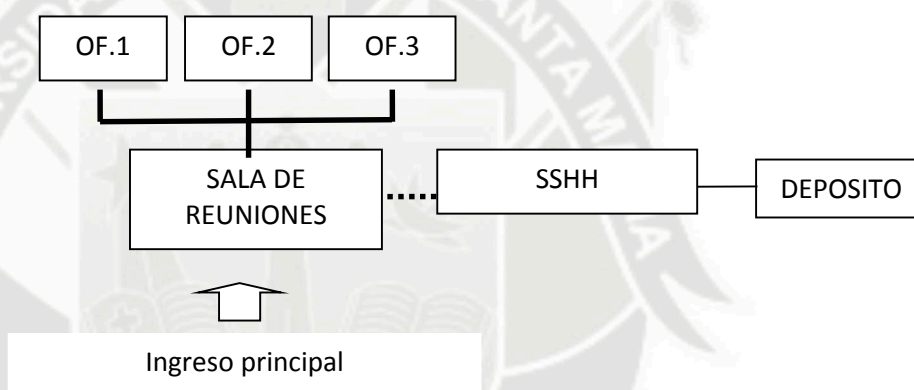 OF.1
OF.2
OF.3
SALA DE
REUNIONES
SSHH
DEPOSITO
Ingreso principal